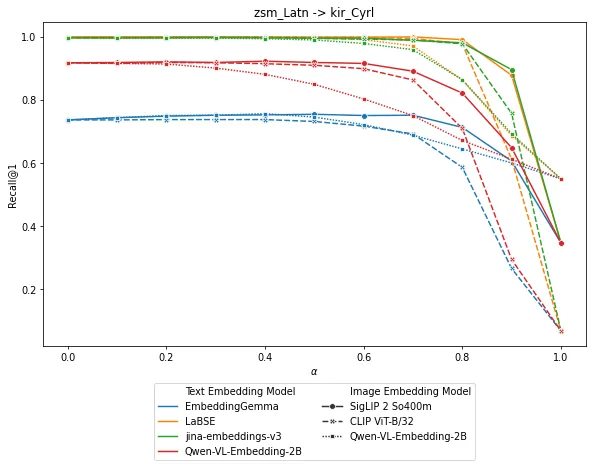 zsm_Latn -> kir_Cyrl
1.0
0.8
0.6
0.4
0.2
Recall@1
0.0 0.2 0.4 0.6 0.8 1.0
α
Text Embedding Model
EmbeddingGemma
LaBSE
jina-embeddings-v3
Qwen-VL-Embedding-2B
Image Embedding Model
SigLIP 2 So400m
CLIP ViT-B/32
Qwen-VL-Embedding-2B